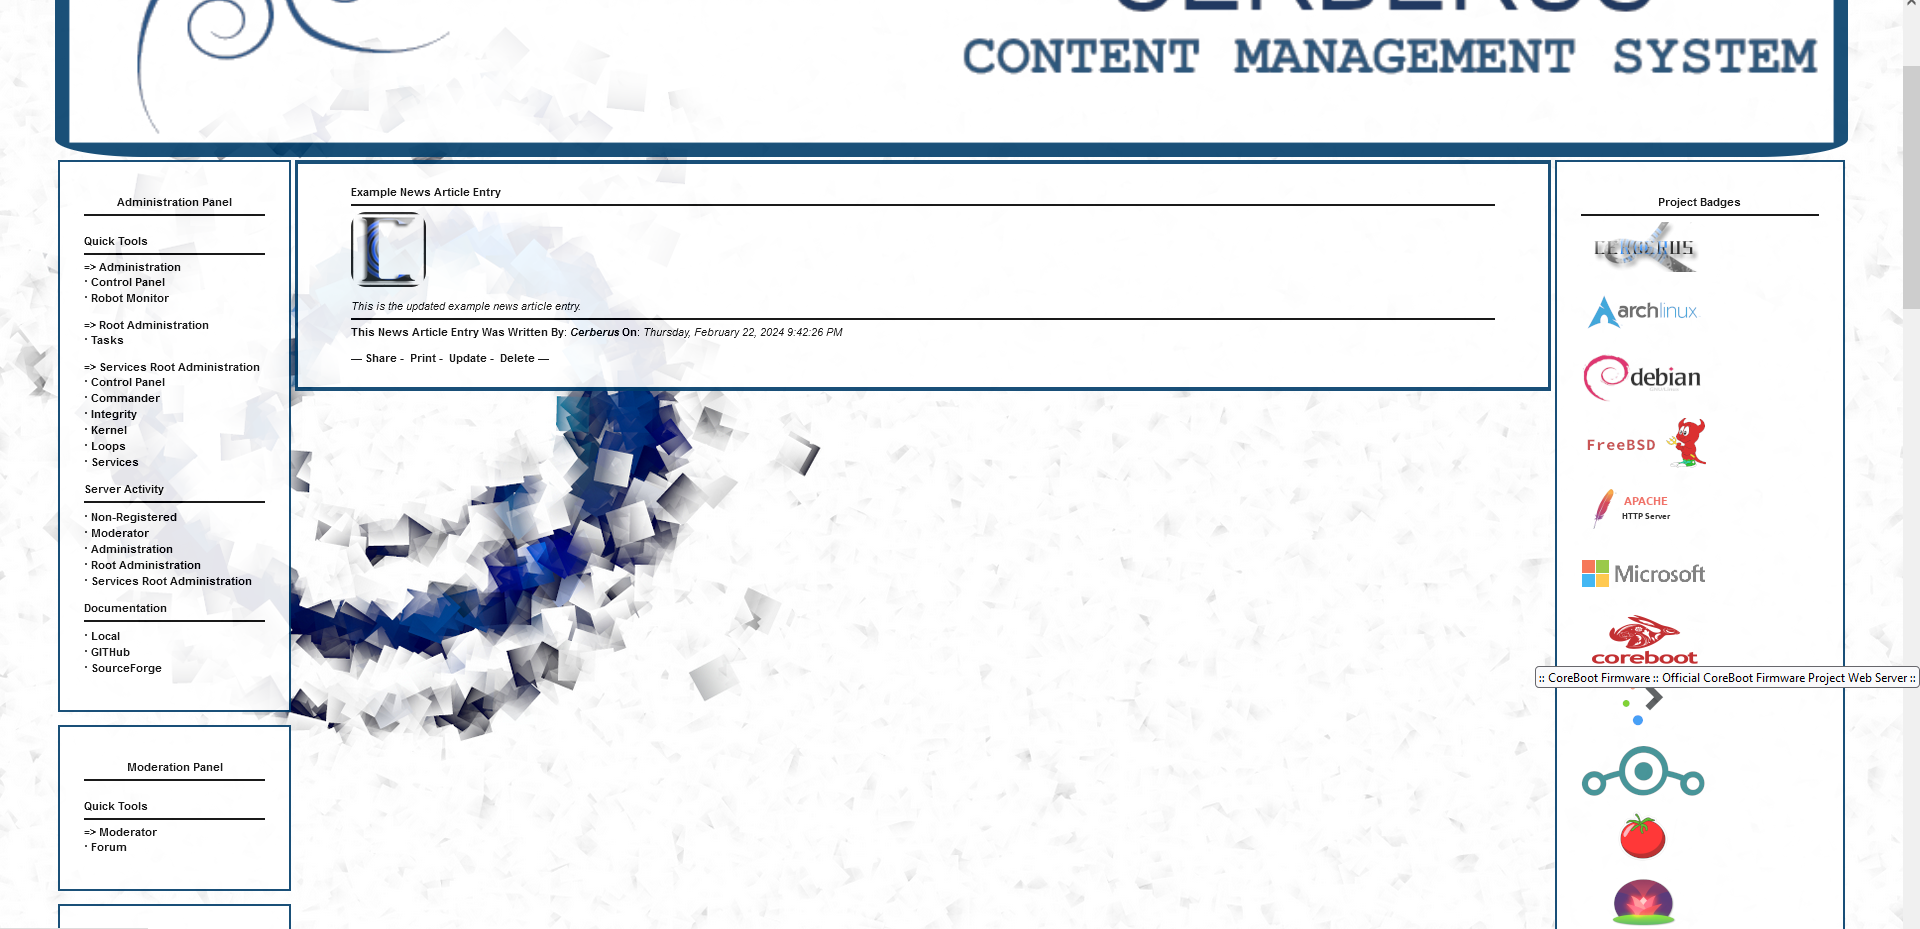 CERBERUS
CONTENT MANAGEMENT SYSTEM
Administration Panel
Quick Tools
=> Administration
· Control Panel
· Robot Monitor
=> Root Administration
· Tasks
=> Services Root Administration
· Control Panel
· Commander
· Integrity
· Kernel
· Loops
· Services
Server Activity
· Non-Registered
· Moderator
· Administration
· Root Administration
· Services Root Administration
Documentation
· Local
· GITHub
· SourceForge
Moderation Panel
Quick Tools
=> Moderator
· Forum
Example News Article Entry
This is the updated example news article entry.
This News Article Entry Was Written By: Cerberus On: Thursday, February 22, 2024 9:42:26 PM
— Share - Print - Update - Delete —
Project Badges
CERBERUS
archlinux
debian
FreeBSD
APACHE
HTTP Server
Microsoft
coreboot
:: CoreBoot Firmware :: Official CoreBoot Firmware Project Web Server ::